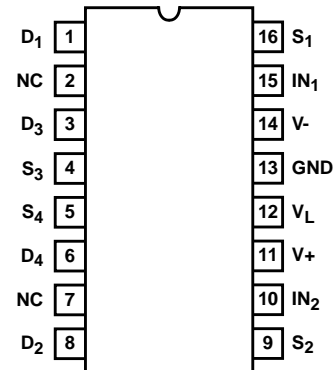 D₁ 1 16 S₁
NC 2 15 IN₁
D₃ 3 14 V-
S₃ 4 13 GND
S₄ 5 12 V_L
D₄ 6 11 V+
NC 7 10 IN₂
D₂ 8 9 S₂